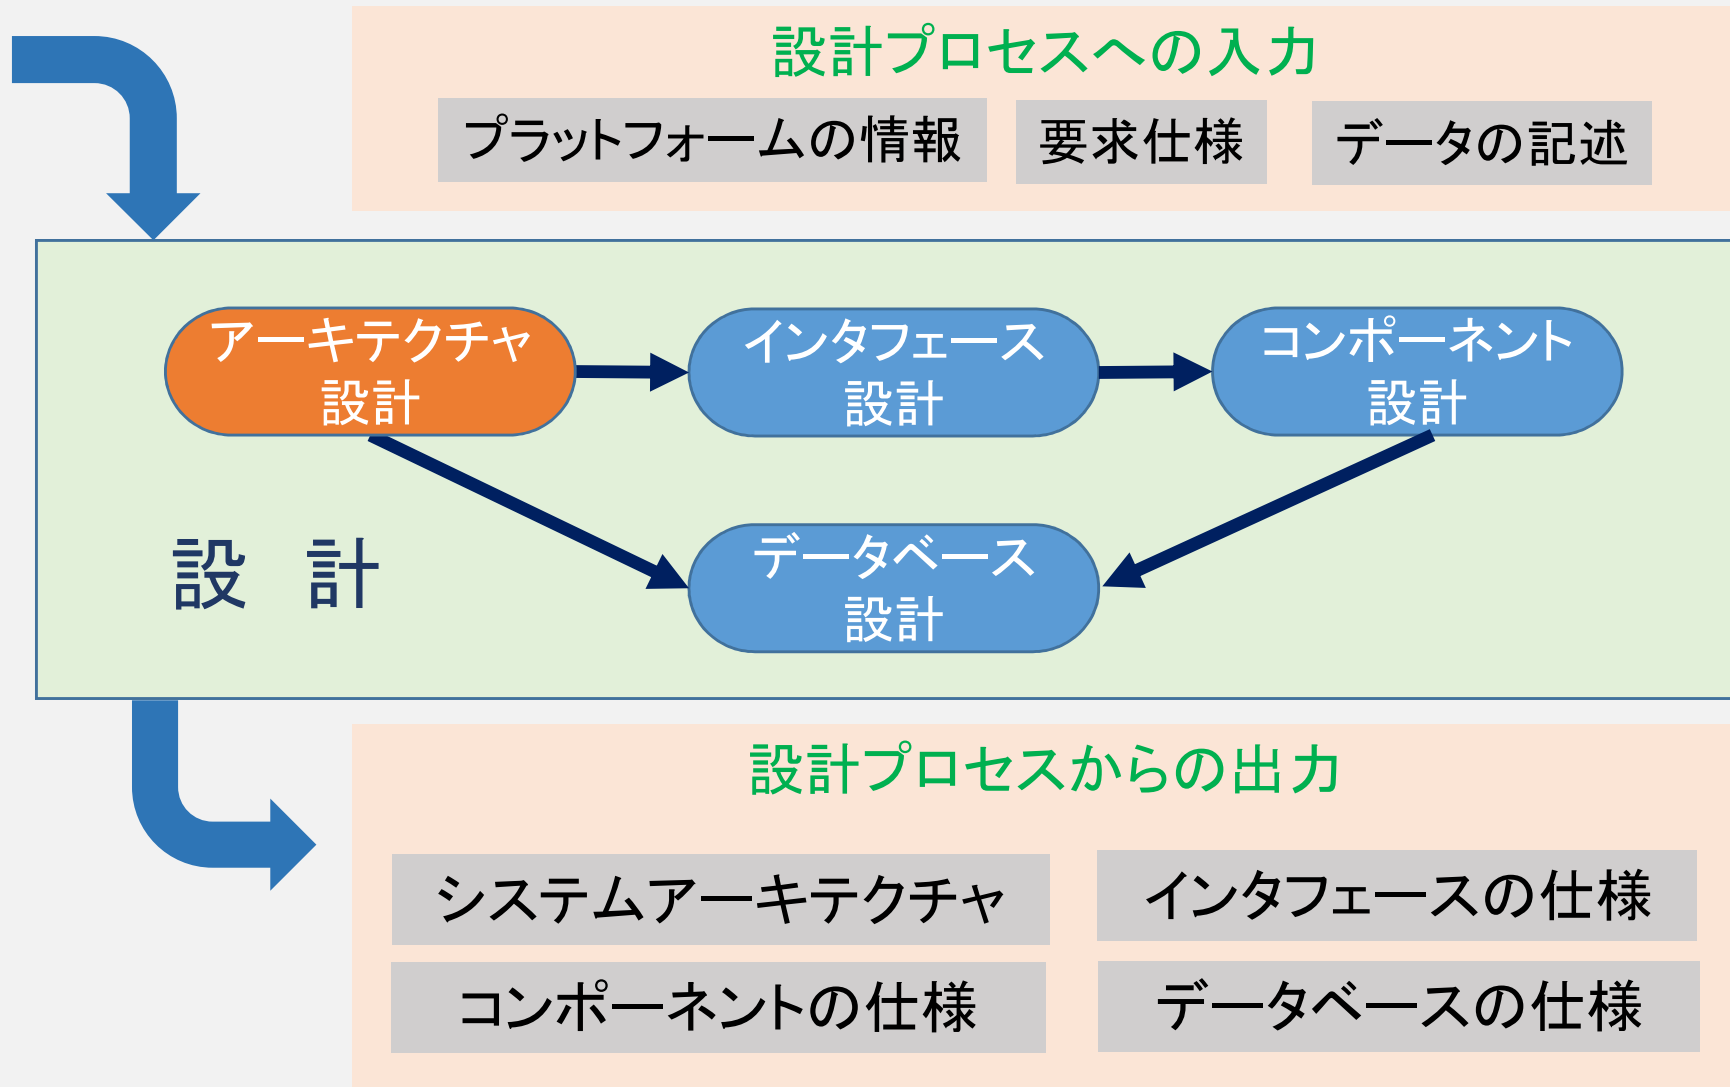 設計プロセスへの入力
プラットフォームの情報
要求仕様
データの記述
アーキテクチャ
設計
インタフェース
設計
コンポーネント
設計
設 計
データベース
設計
設計プロセスからの出力
システムアーキテクチャ
インタフェースの仕様
コンポーネントの仕様
データベースの仕様